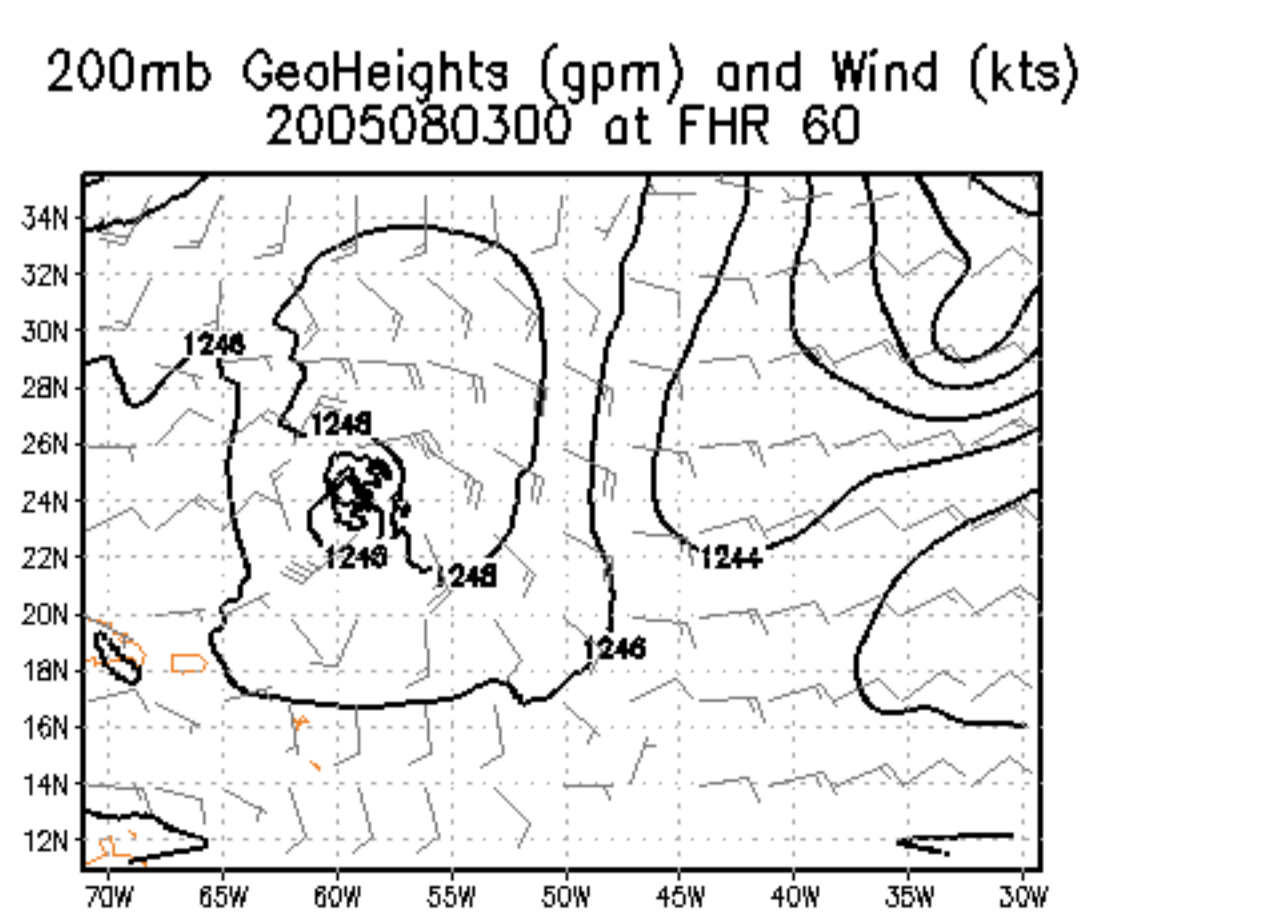 200mb GeoHeights (gpm) and Wind (kts)
2005080300 at FHR 60
34N
32N
30N
1246
28N
1248
26N
24N
22N
1248
1244
1248
20N
1246
18N
16N
14N
12N
70W 65W 60W 55W 50W 45W 40W 35W 30W